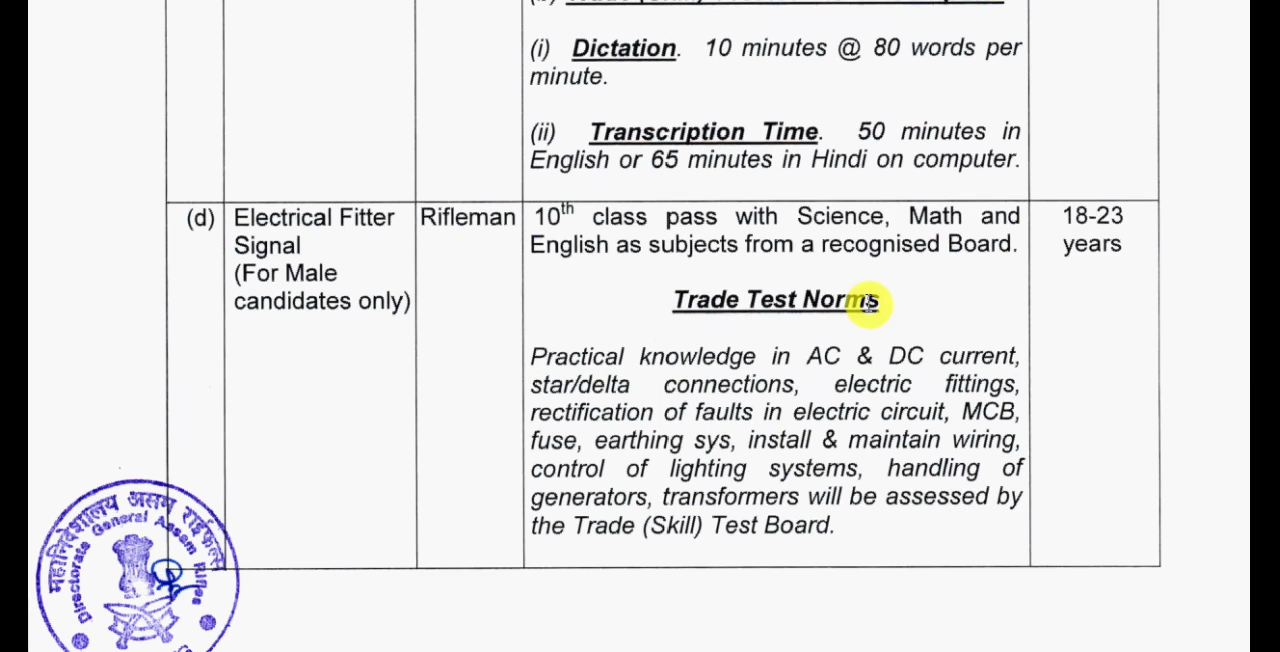 (i) Dictation. 10 minutes @ 80 words per
minute.
(ii) Transcription Time. 50 minutes in
English or 65 minutes in Hindi on computer.
(d)
Electrical Fitter
Signal
(For Male
candidates only)
Rifleman
10th class pass with Science, Math and
English as subjects from a recognised Board.
Trade Test Norms
Practical knowledge in AC & DC current,
star/delta connections, electric fittings,
rectification of faults in electric circuit, MCB,
fuse, earthing sys, install & maintain wiring,
control of lighting systems, handling of
generators, transformers will be assessed by
the Trade (Skill) Test Board.
18-23
years
महानिदेशालय असम राईफल्स
Directorate General Assam Rifles